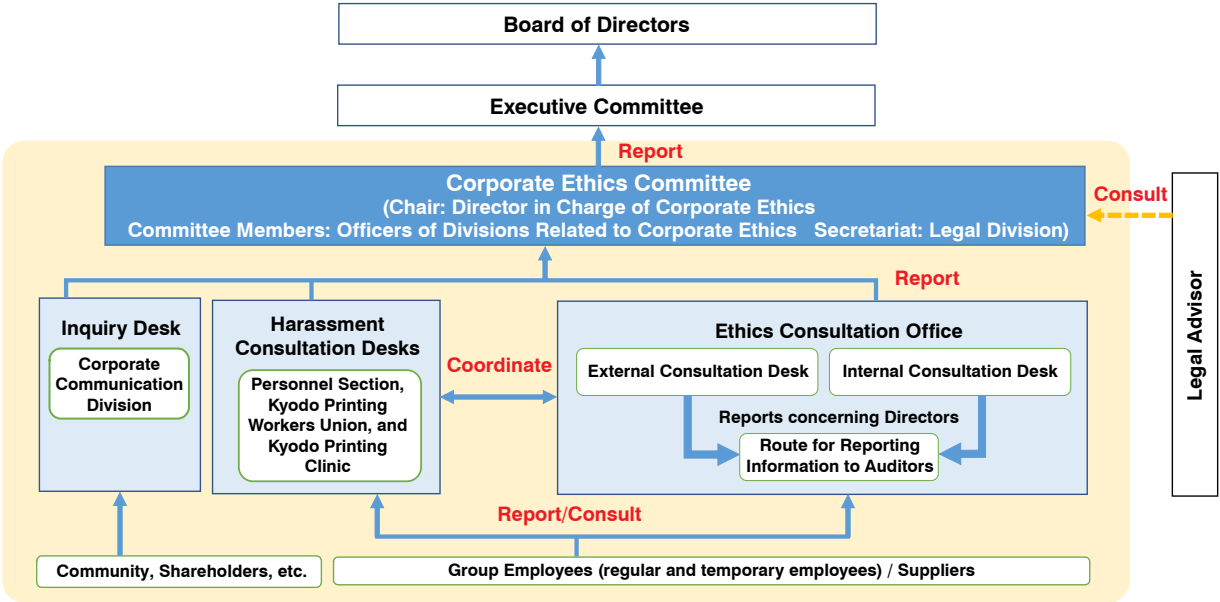 Board of Directors
Executive Committee
Report
Corporate Ethics Committee
(Chair: Director in Charge of Corporate Ethics
Committee Members: Officers of Divisions Related to Corporate Ethics   Secretariat: Legal Division)
Consult
Legal Advisor
Report
Inquiry Desk
Corporate
Communication
Division
Harassment
Consultation Desks
Personnel Section,
Kyodo Printing
Workers Union, and
Kyodo Printing
Clinic
Coordinate
Ethics Consultation Office
External Consultation Desk
Internal Consultation Desk
Reports concerning Directors
Route for Reporting
Information to Auditors
Report/Consult
Community, Shareholders, etc.
Group Employees (regular and temporary employees) / Suppliers